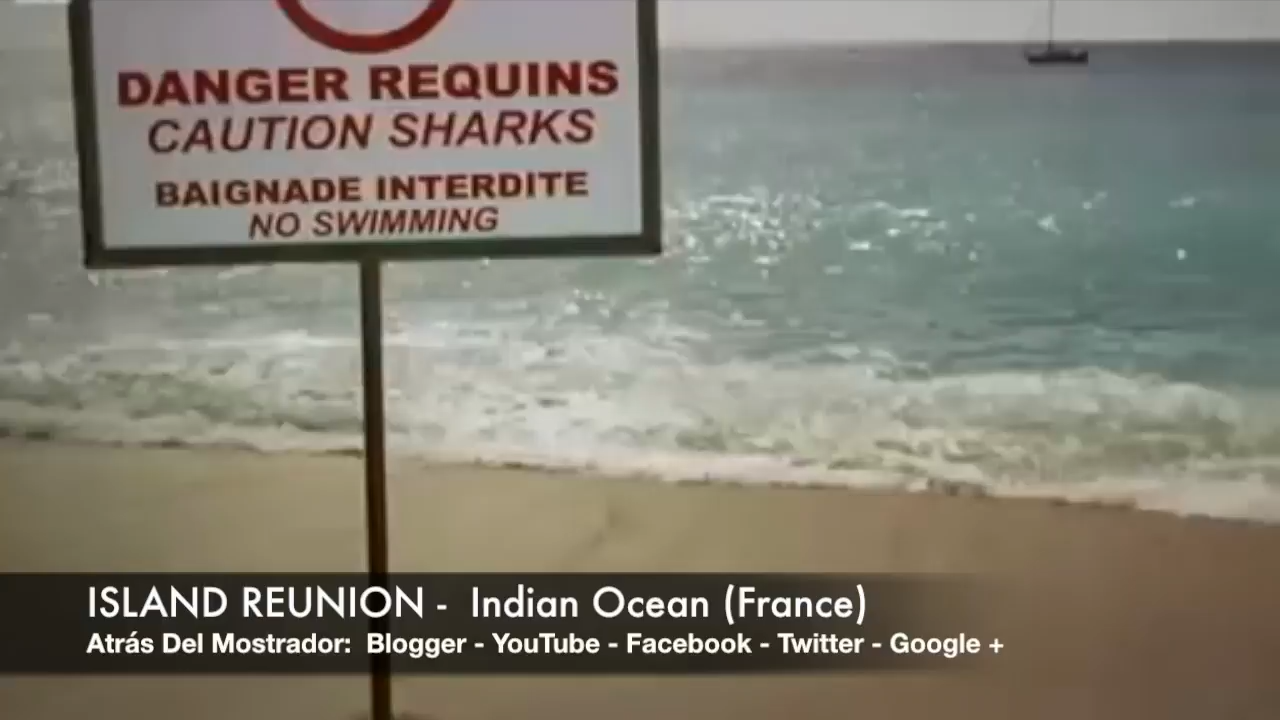 DANGER REQUINS
CAUTION SHARKS
BAIGNADE INTERDITE
NO SWIMMING
ISLAND REUNION - Indian Ocean (France)
Atrás Del Mostrador: Blogger - YouTube - Facebook - Twitter - Google +